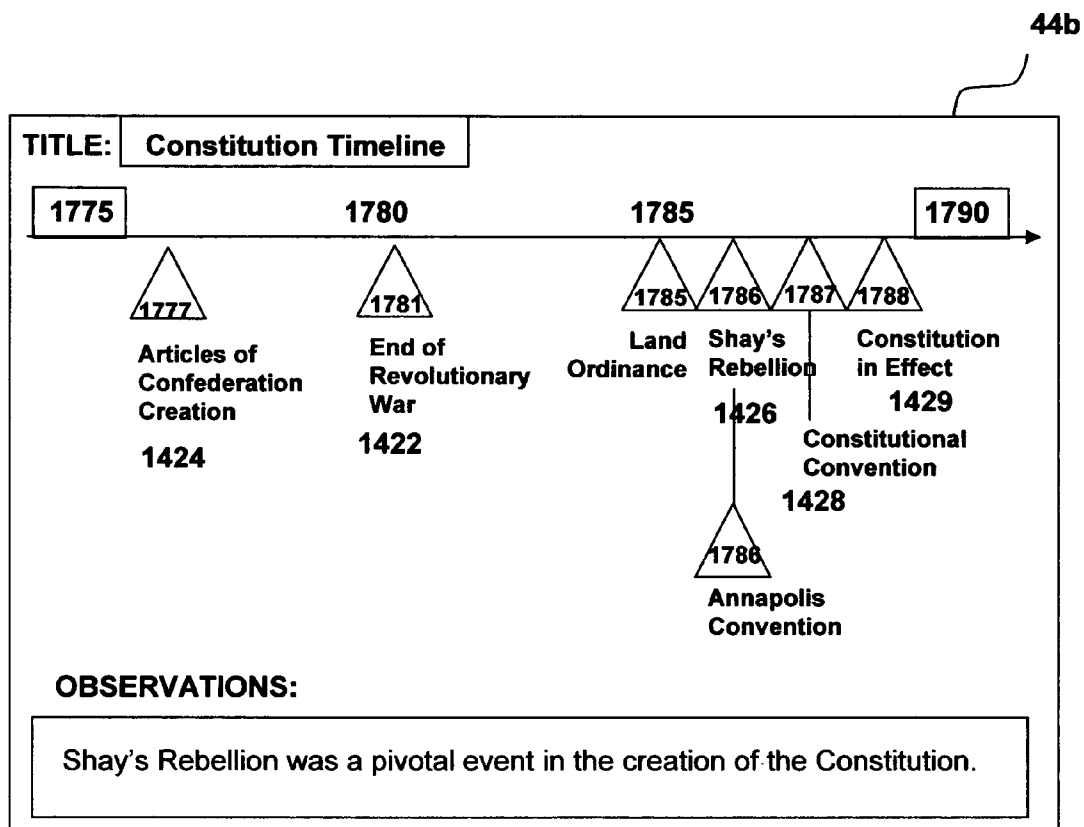 44b
TITLE: Constitution Timeline
1775 1780 1785 1790
1777 1781 1785 1786 1787 1788
Articles of
Confederation
Creation
1424
End of
Revolutionary
War
1422
Land
Ordinance
Shay's
Rebellion
1426
Constitution
in Effect
1429
Constitutional
Convention
1428
1786
Annapolis
Convention
OBSERVATIONS:
Shay's Rebellion was a pivotal event in the creation of the Constitution.